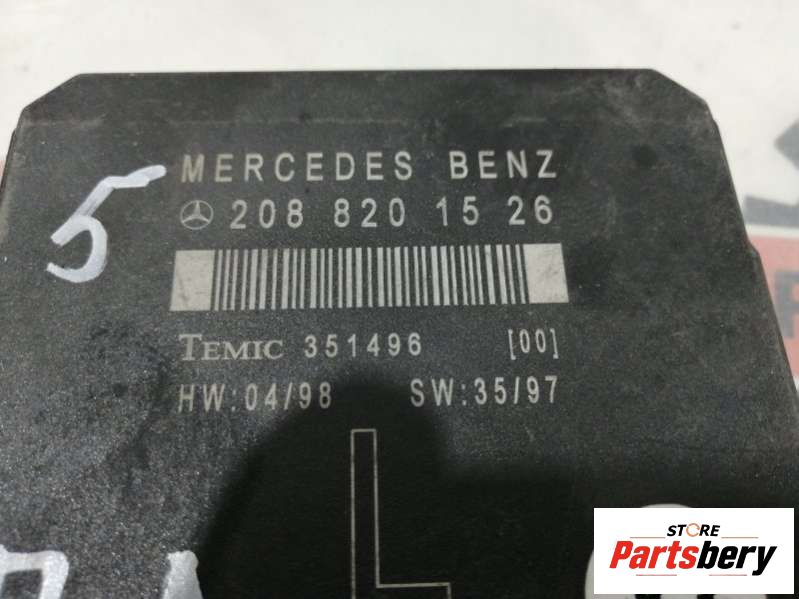 5
MERCEDES BENZ
208 820 15 26
TEMIC 351496 [00]
HW:04/98 SW:35/97
L
STORE
Partsbery